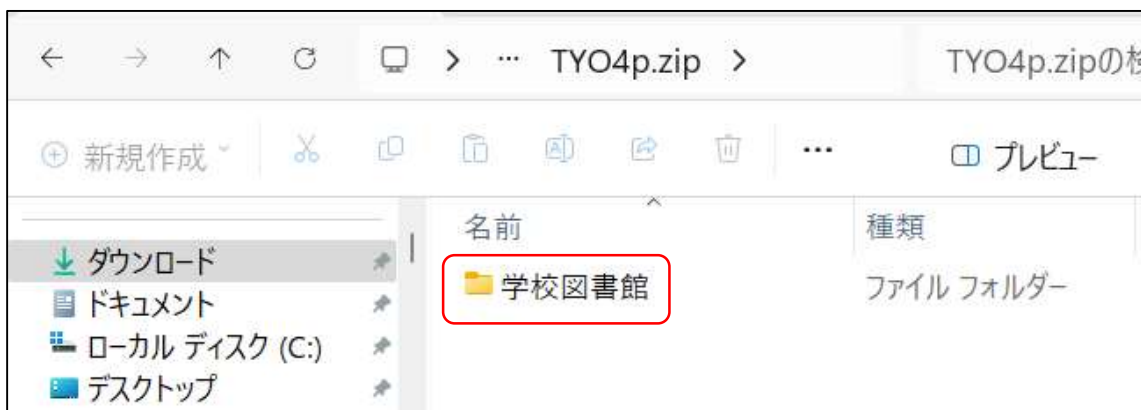 TYO4p.zip
TYO4p.zipの検
新規作成
プレビュー
名前
種類
ダウンロード
ドキュメント
ローカル ディスク (C:)
デスクトップ
学校図書館
ファイル フォルダー